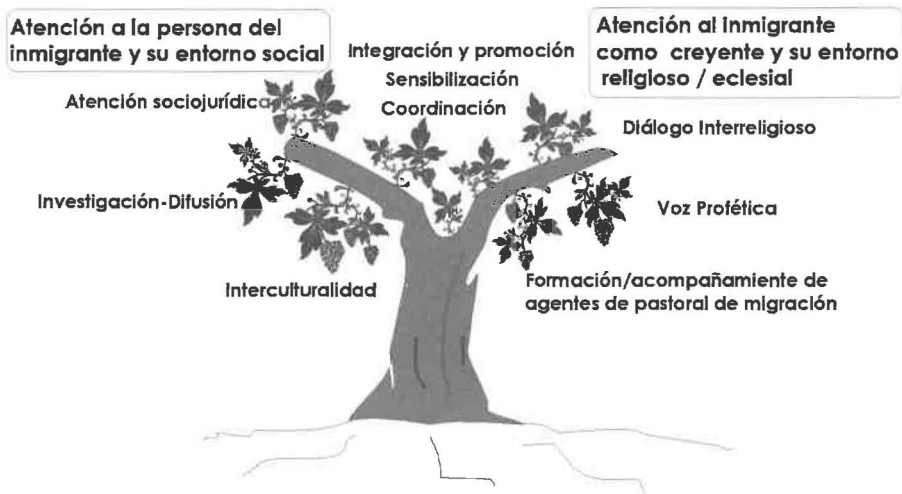 Atención a la persona del
inmigrante y su entorno social
Integración y promoción
Sensibilización
Coordinación
Atención al inmigrante
como creyente y su entorno
religioso / eclesial
Atención sociojurídica
Diálogo Interreligioso
Investigación-Difusión
Voz Profética
Interculturalidad
Formación/acompañamiente de
agentes de pastoral de migración